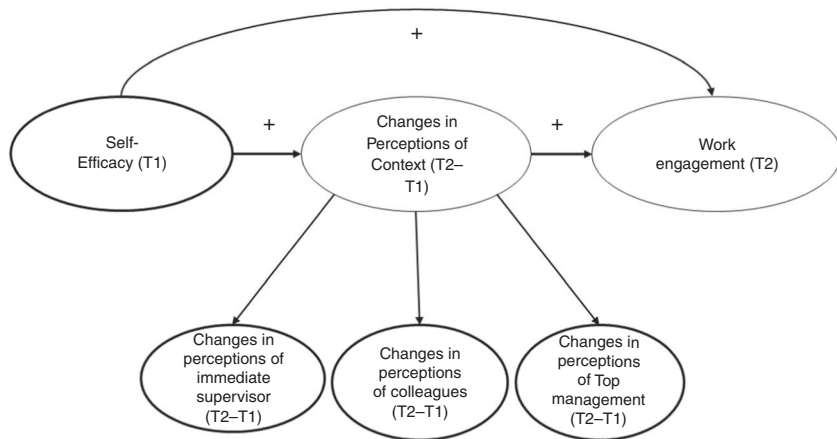 +
Self-
Efficacy (T1)
+
Changes in
Perceptions of
Context (T2–
T1)
+
Work
engagement (T2)
Changes in
perceptions of
immediate
supervisor
(T2–T1)
Changes in
perceptions
of colleagues
(T2–T1)
Changes in
perceptions
of Top
management
(T2–T1)